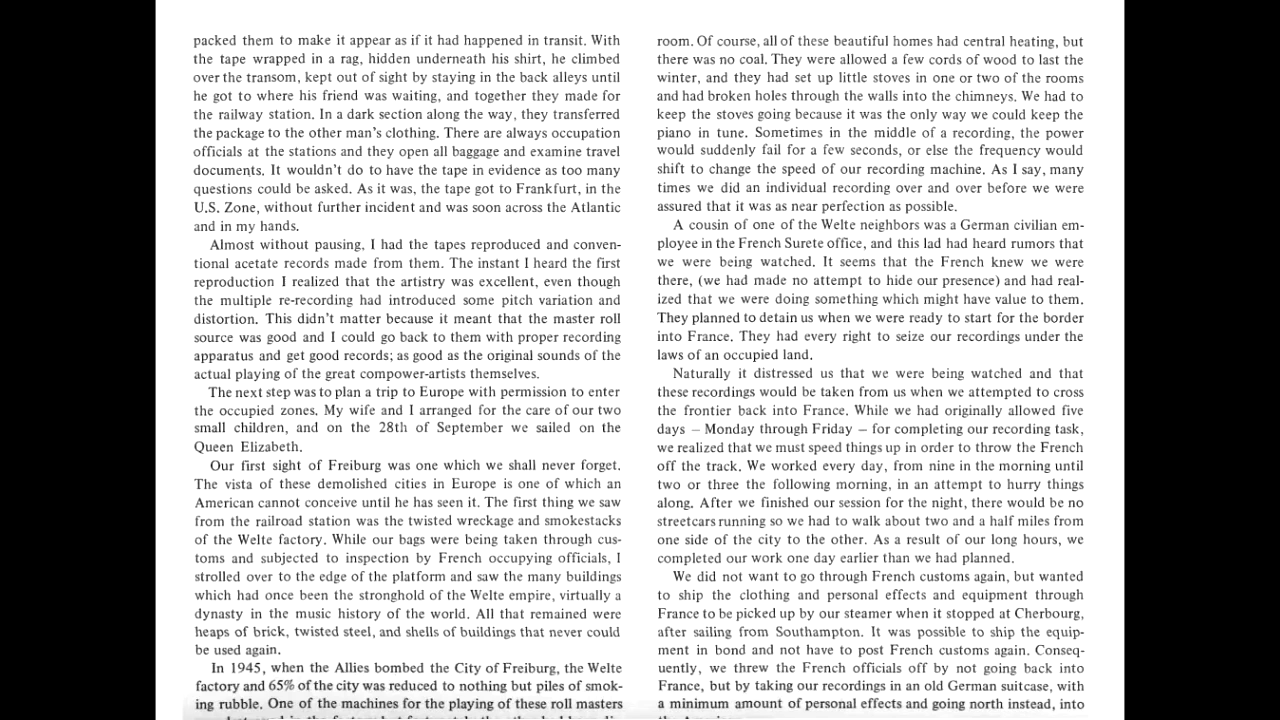 packed them to make it appear as if it had happened in transit. With
the tape wrapped in a rag, hidden underneath his shirt, he climbed
over the transom, kept out of sight by staying in the back alleys until
he got to where his friend was waiting, and together they made for
the railway station. In a dark section along the way, they transferred
the package to the other man's clothing. There are always occupation
officials at the stations and they open all baggage and examine travel
documents. It wouldn't do to have the tape in evidence as too many
questions could be asked. As it was, the tape got to Frankfurt, in the
U.S. Zone, without further incident and was soon across the Atlantic
and in my hands.
Almost without pausing, I had the tapes reproduced and conven-
tional acetate records made from them. The instant I heard the first
reproduction I realized that the artistry was excellent, even though
the multiple re-recording had introduced some pitch variation and
distortion. This didn't matter because it meant that the master roll
source was good and I could go back to them with proper recording
apparatus and get good records; as good as the original sounds of the
actual playing of the great compower-artists themselves.
The next step was to plan a trip to Europe with permission to enter
the occupied zones. My wife and I arranged for the care of our two
small children, and on the 28th of September we sailed on the
Queen Elizabeth.
Our first sight of Freiburg was one which we shall never forget.
The vista of these demolished cities in Europe is one of which an
American cannot conceive until he has seen it. The first thing we saw
from the railroad station was the twisted wreckage and smokestacks
of the Welte factory. While our bags were being taken through cus-
toms and subjected to inspection by French occupying officials, I
strolled over to the edge of the platform and saw the many buildings
which had once been the stronghold of the Welte empire, virtually a
dynasty in the music history of the world. All that remained were
heaps of brick, twisted steel, and shells of buildings that never could
be used again.
In 1945, when the Allies bombed the City of Freiburg, the Welte
factory and 65% of the city was reduced to nothing but piles of smok-
ing rubble. One of the machines for the playing of these roll masters
room. Of course, all of these beautiful homes had central heating, but
there was no coal. They were allowed a few cords of wood to last the
winter, and they had set up little stoves in one or two of the rooms
and had broken holes through the walls into the chimneys. We had to
keep the stoves going because it was the only way we could keep the
piano in tune. Sometimes in the middle of a recording, the power
would suddenly fail for a few seconds, or else the frequency would
shift to change the speed of our recording machine. As I say, many
times we did an individual recording over and over before we were
assured that it was as near perfection as possible.
A cousin of one of the Welte neighbors was a German civilian em-
ployee in the French Surete office, and this lad had heard rumors that
we were being watched. It seems that the French knew we were
there, (we had made no attempt to hide our presence) and had real-
ized that we were doing something which might have value to them.
They planned to detain us when we were ready to start for the border
into France. They had every right to seize our recordings under the
laws of an occupied land.
Naturally it distressed us that we were being watched and that
these recordings would be taken from us when we attempted to cross
the frontier back into France. While we had originally allowed five
days – Monday through Friday – for completing our recording task,
we realized that we must speed things up in order to throw the French
off the track. We worked every day, from nine in the morning until
two or three the following morning, in an attempt to hurry things
along. After we finished our session for the night, there would be no
streetcars running so we had to walk about two and a half miles from
one side of the city to the other. As a result of our long hours, we
completed our work one day earlier than we had planned.
We did not want to go through French customs again, but wanted
to ship the clothing and personal effects and equipment through
France to be picked up by our steamer when it stopped at Cherbourg,
after sailing from Southampton. It was possible to ship the equip-
ment in bond and not have to post French customs again. Conseq-
uently, we threw the French officials off by not going back into
France, but by taking our recordings in an old German suitcase, with
a minimum amount of personal effects and going north instead, into